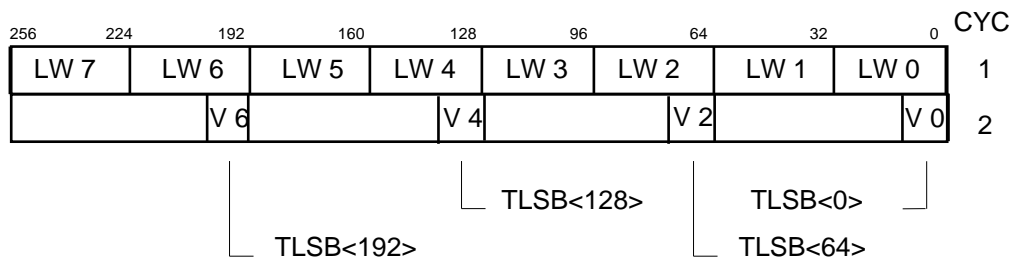 CYC
256 224 192 160 128 96 64 32 0
LW 7 LW 6 LW 5 LW 4 LW 3 LW 2 LW 1 LW 0 1
V 6 V 4 V 2 V 0 2
TLSB<128> TLSB<0>
TLSB<192> TLSB<64>